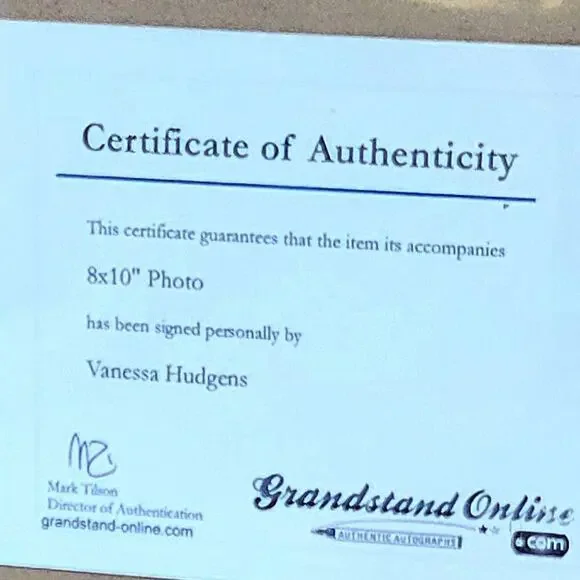 Certificate of Authenticity
This certificate guarantees that the item its accompanies
8x10" Photo
has been signed personally by
Vanessa Hudgens
Mark Tilson
Director of Authentication
grandstand-online.com
Grandstand Online
AUTHENTIC AUTOGRAPHS
.com